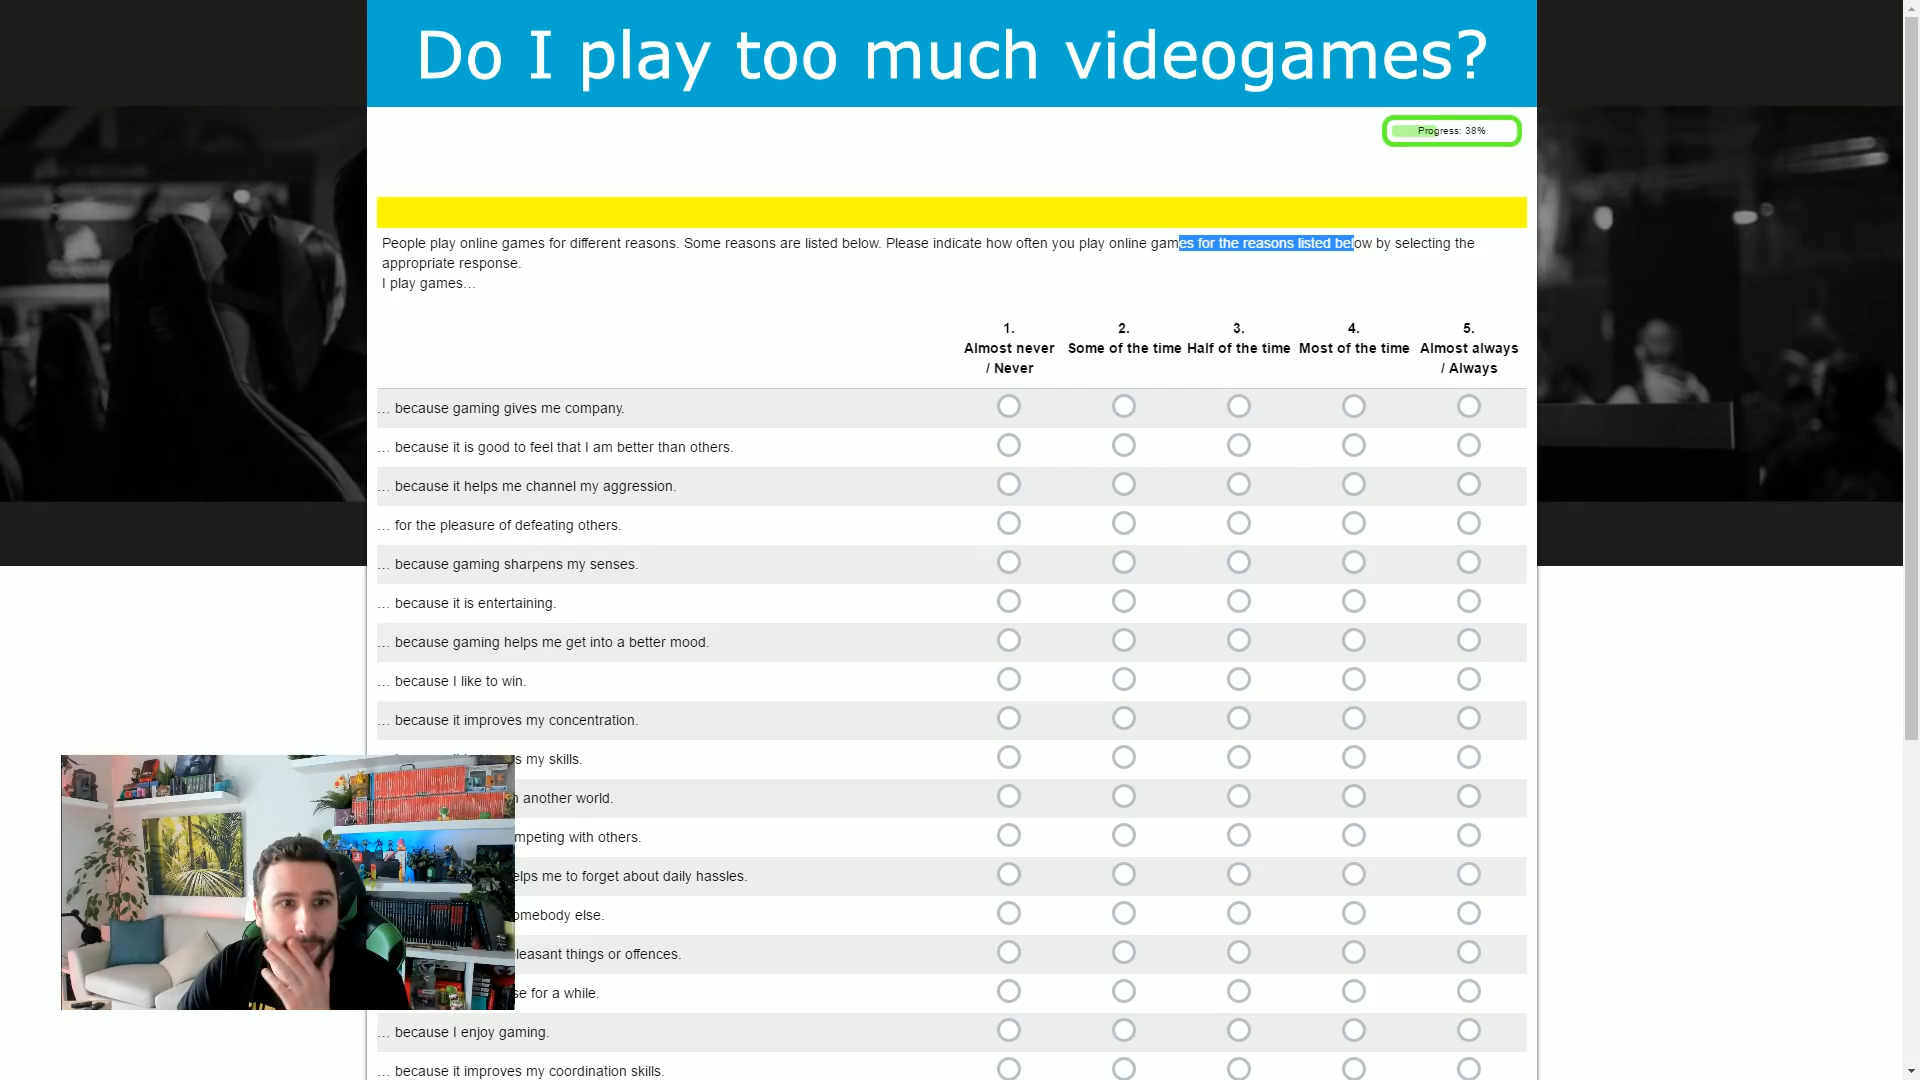 Do I play too much videogames?
Progress: 38%
People play online games for different reasons. Some reasons are listed below. Please indicate how often you play online games for the reasons listed below by selecting the
appropriate response.
I play games…
1. 2. 3. 4. 5.
Almost never Some of the time Half of the time Most of the time Almost always
/ Never / Always
… because gaming gives me company.
… because it is good to feel that I am better than others.
… because it helps me channel my aggression.
… for the pleasure of defeating others.
… because gaming sharpens my senses.
… because it is entertaining.
… because gaming helps me get into a better mood.
… because I like to win.
… because it improves my concentration.
my skills.
another world.
with others.
me to forget about daily hassles.
else.
things or offences.
for a while.
… because I enjoy gaming.
… because it improves my coordination skills.